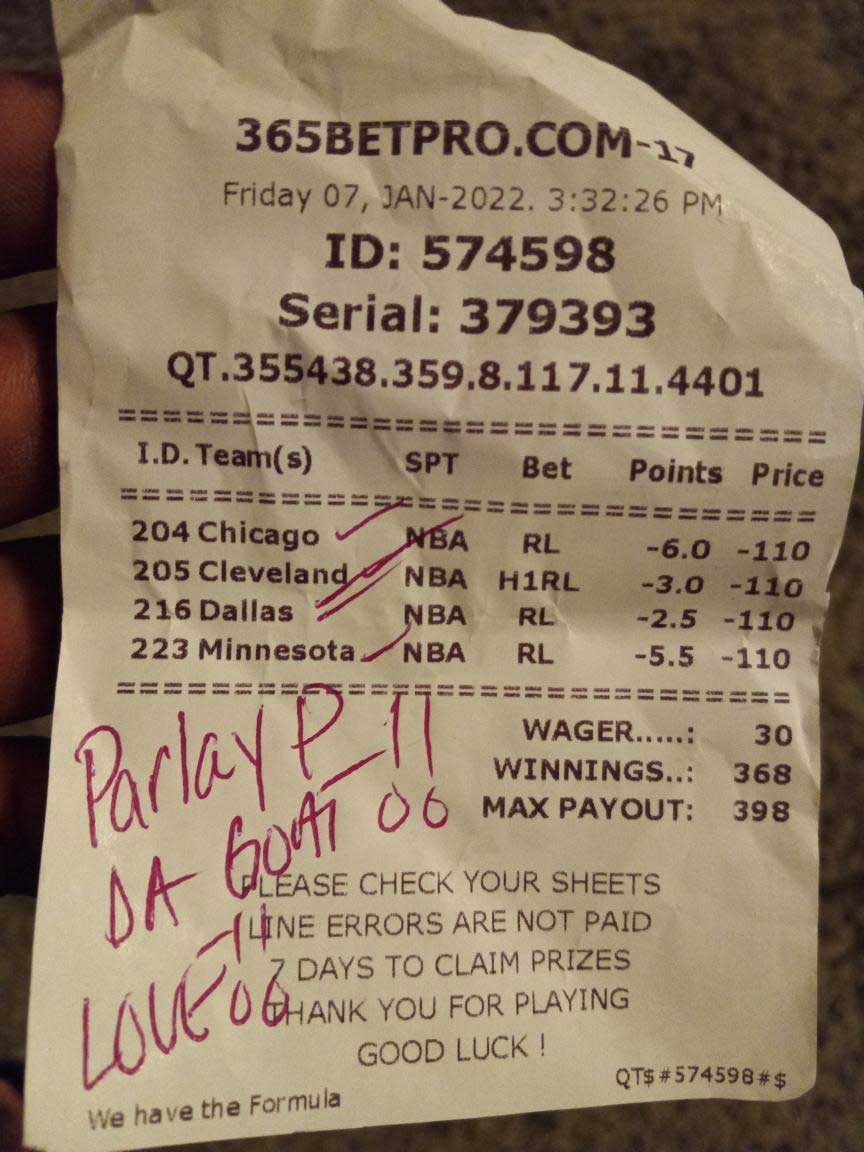 365BETPRO.COM-17
Friday 07, JAN-2022. 3:32:26 PM
ID: 574598
Serial: 379393
QT.355438.359.8.117.11.4401
==================================
I.D. Team(s) SPT Bet Points Price
==================================
204 Chicago NBA RL -6.0 -110
205 Cleveland NBA H1RL -3.0 -110
216 Dallas NBA RL -2.5 -110
223 Minnesota NBA RL -5.5 -110
==================================
WAGER.....: 30
WINNINGS..: 368
MAX PAYOUT: 398
Parlay P !!
DA GOAT
LOVE !!
PLEASE CHECK YOUR SHEETS
LINE ERRORS ARE NOT PAID
7 DAYS TO CLAIM PRIZES
THANK YOU FOR PLAYING
GOOD LUCK !
QT$#574598#$
We have the Formula